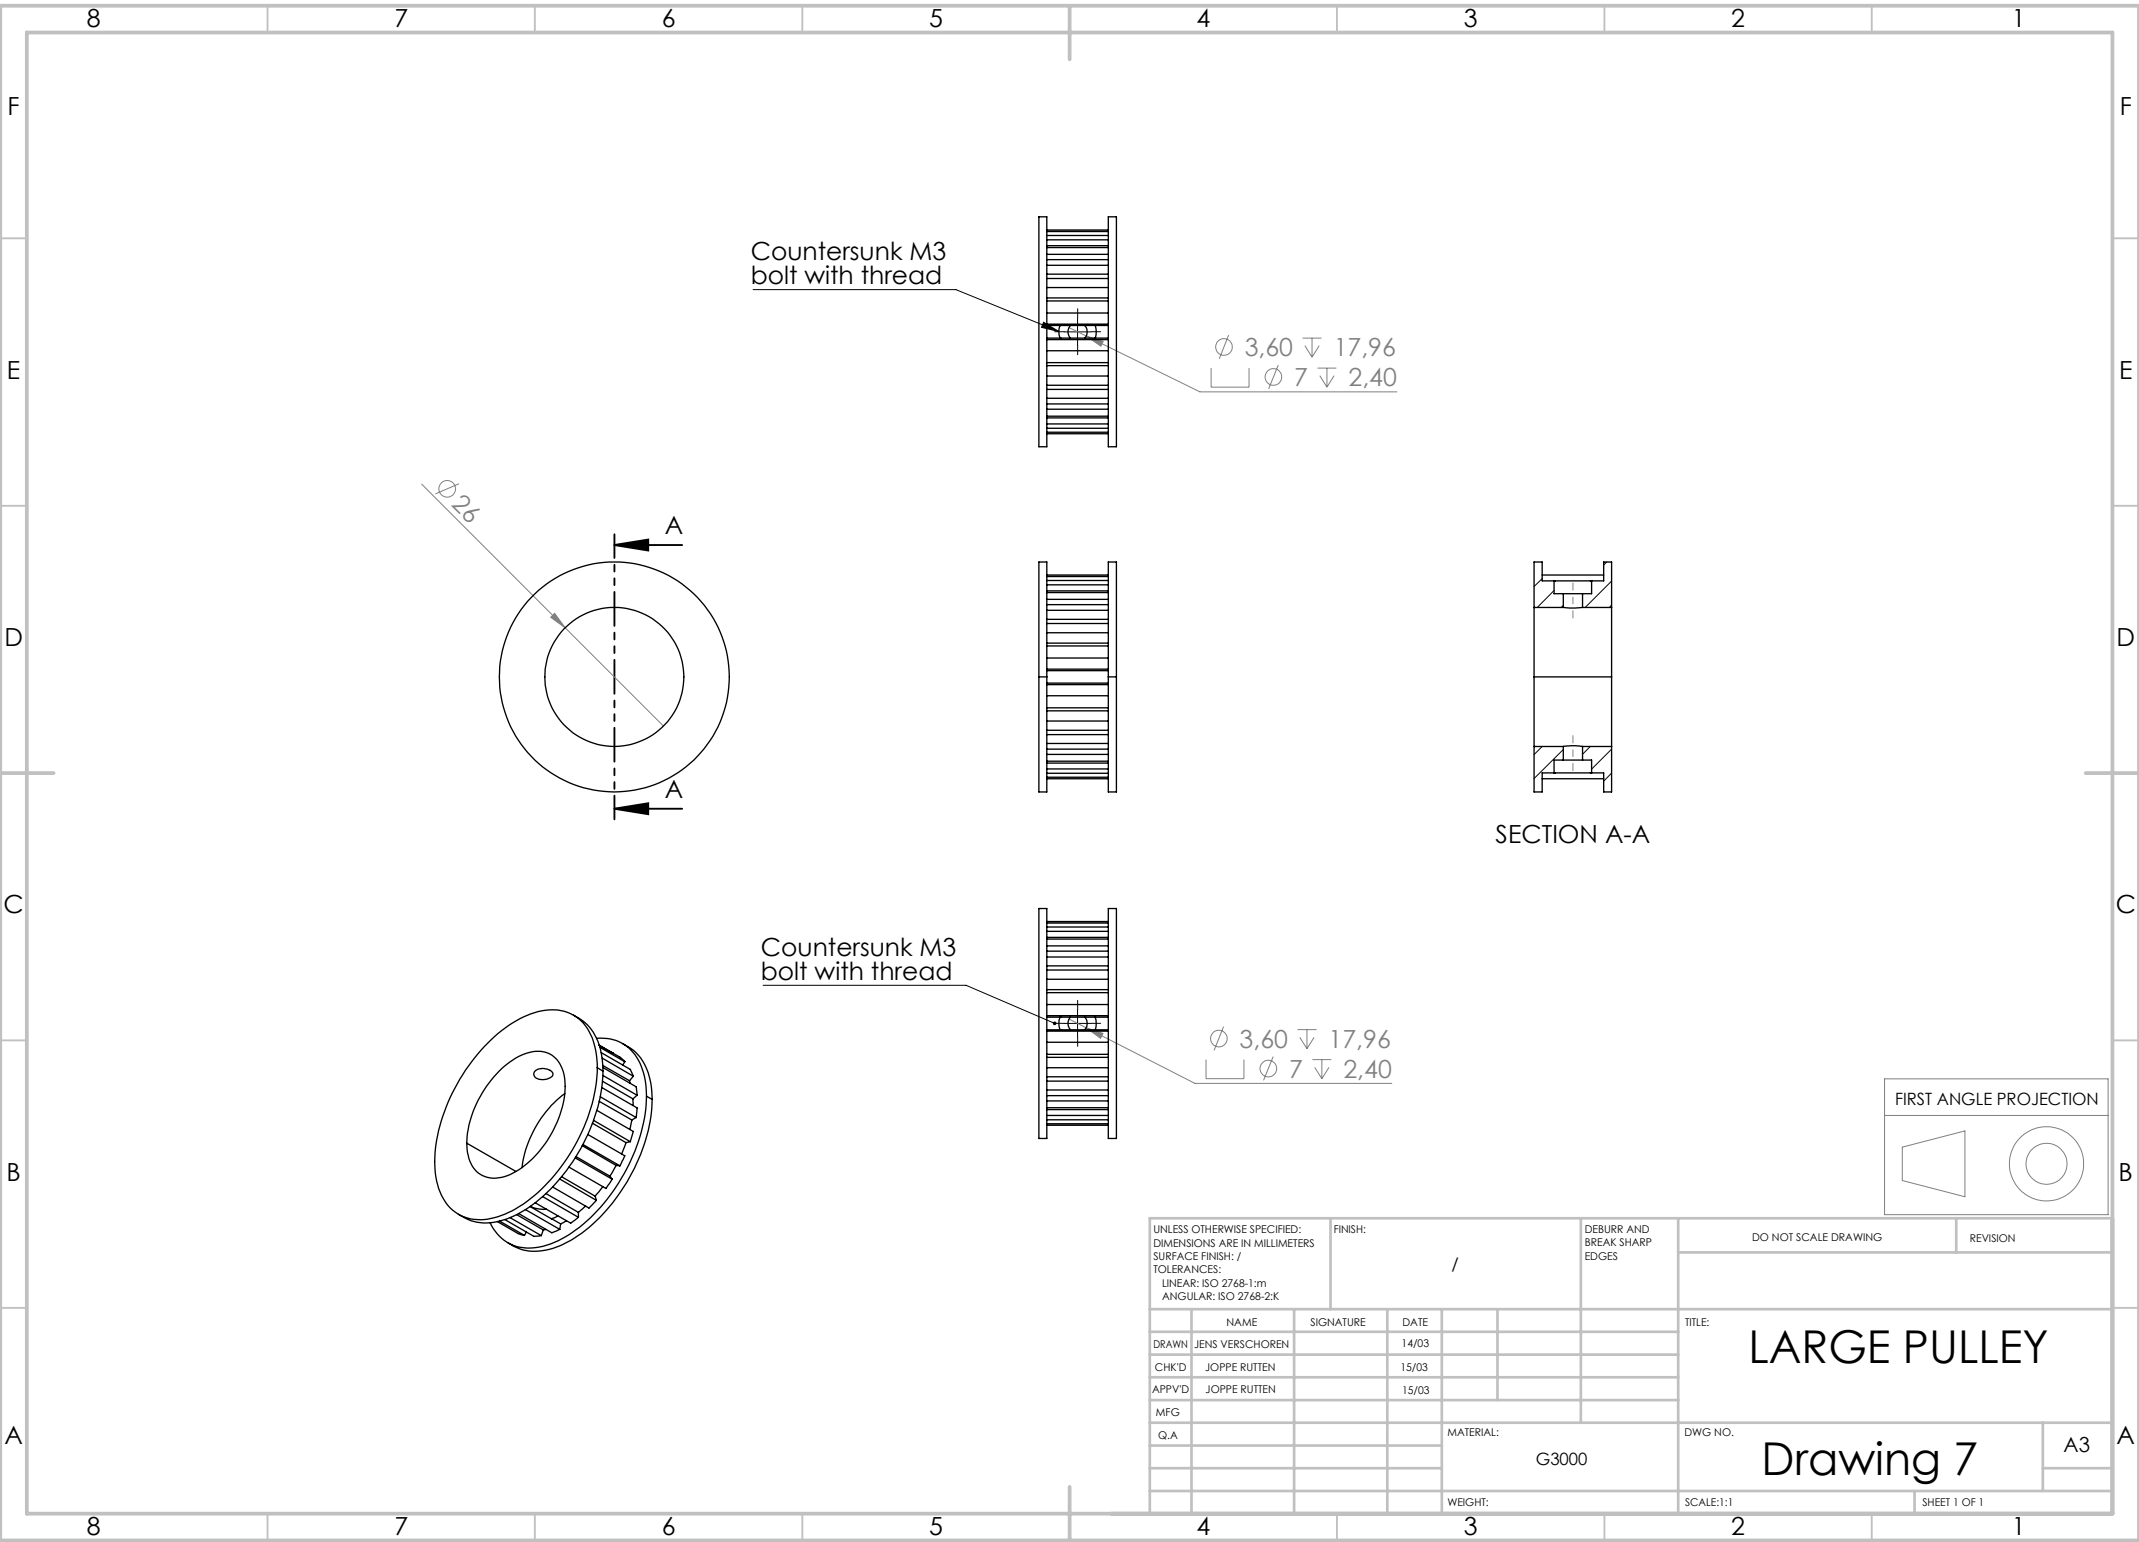 8 7 6 5 4 3 2 1
F F
Countersunk M3
bolt with thread
∅ 3,60 ↧ 17,96
⌴ ∅ 7 ↧ 2,40
E E
∅26
A
D D
A
SECTION A-A
C C
Countersunk M3
bolt with thread
∅ 3,60 ↧ 17,96
⌴ ∅ 7 ↧ 2,40
FIRST ANGLE PROJECTION
B B
UNLESS OTHERWISE SPECIFIED:
DIMENSIONS ARE IN MILLIMETERS
SURFACE FINISH: /
TOLERANCES:
LINEAR: ISO 2768-1:m
ANGULAR: ISO 2768-2:K
FINISH:
/
DEBURR AND
BREAK SHARP
EDGES
DO NOT SCALE DRAWING
REVISION
NAME SIGNATURE DATE
DRAWN JENS VERSCHOREN 14/03
CHK'D JOPPE RUTTEN 15/03
APPV'D JOPPE RUTTEN 15/03
MFG
Q.A
TITLE:
LARGE PULLEY
MATERIAL:
G3000
DWG NO.
Drawing 7
A3
A A
WEIGHT:
SCALE:1:1
SHEET 1 OF 1
8 7 6 5 4 3 2 1